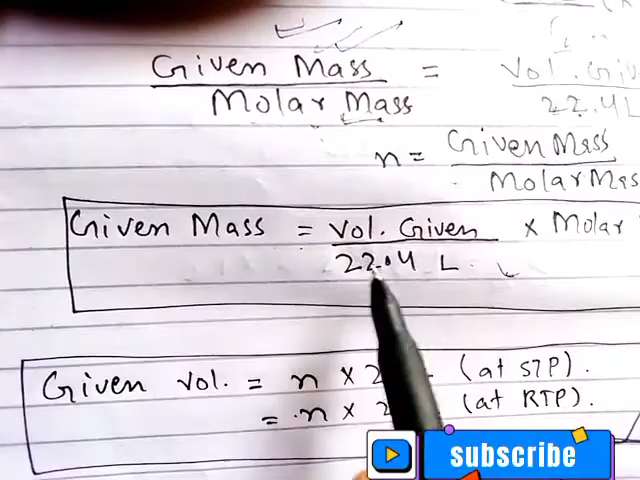 Given Mass = Vol. Giv
Molar Mass 22.4L
n = Given Mass
Molar Mas
Given Mass = Vol. Given × Molar
22.4 L
Given vol. = n × 2 (at STP).
= n × 2 (at RTP).
subscribe